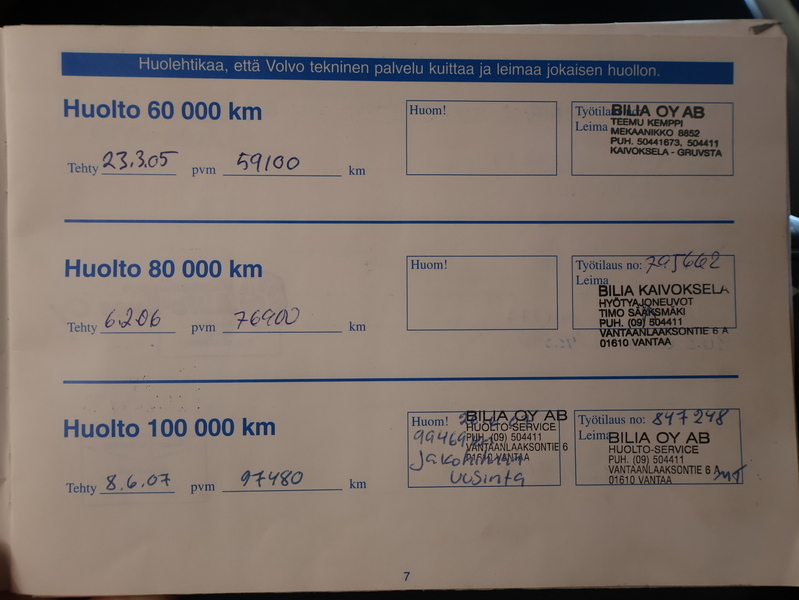 Huolehtikaa, että Volvo tekninen palvelu kuittaa ja leimaa jokaisen huollon.
Huolto 60 000 km
Tehty 23.3.05 pvm 59100 km
Huom!
Työtilaus no:
Leima
BILIA OY AB
TEEMU KEMPPI
MEKAANIKKO 8852
PUH. 50441673, 504411
KAIVOKSELA - GRUVSTA
Huolto 80 000 km
Tehty 6.2.06 pvm 76900 km
Huom!
Työtilaus no: 795662
Leima
BILIA KAIVOKSELA
HYÖTYAJONEUVOT
TIMO SÄÄKSMÄKI
PUH. (09) 504411
VANTAANLAAKSONTIE 6 A
01610 VANTAA
Huolto 100 000 km
Tehty 8.6.07 pvm 97480 km
Huom!
BILIA OY AB
HUOLTO-SERVICE
PUH. (09) 504411
VANTAANLAAKSONTIE 6
01610 VANTAA
Jakohihnan
uusinta
Työtilaus no: 847248
Leima
BILIA OY AB
HUOLTO-SERVICE
PUH. (09) 504411
VANTAANLAAKSONTIE 6 A
01610 VANTAA
7